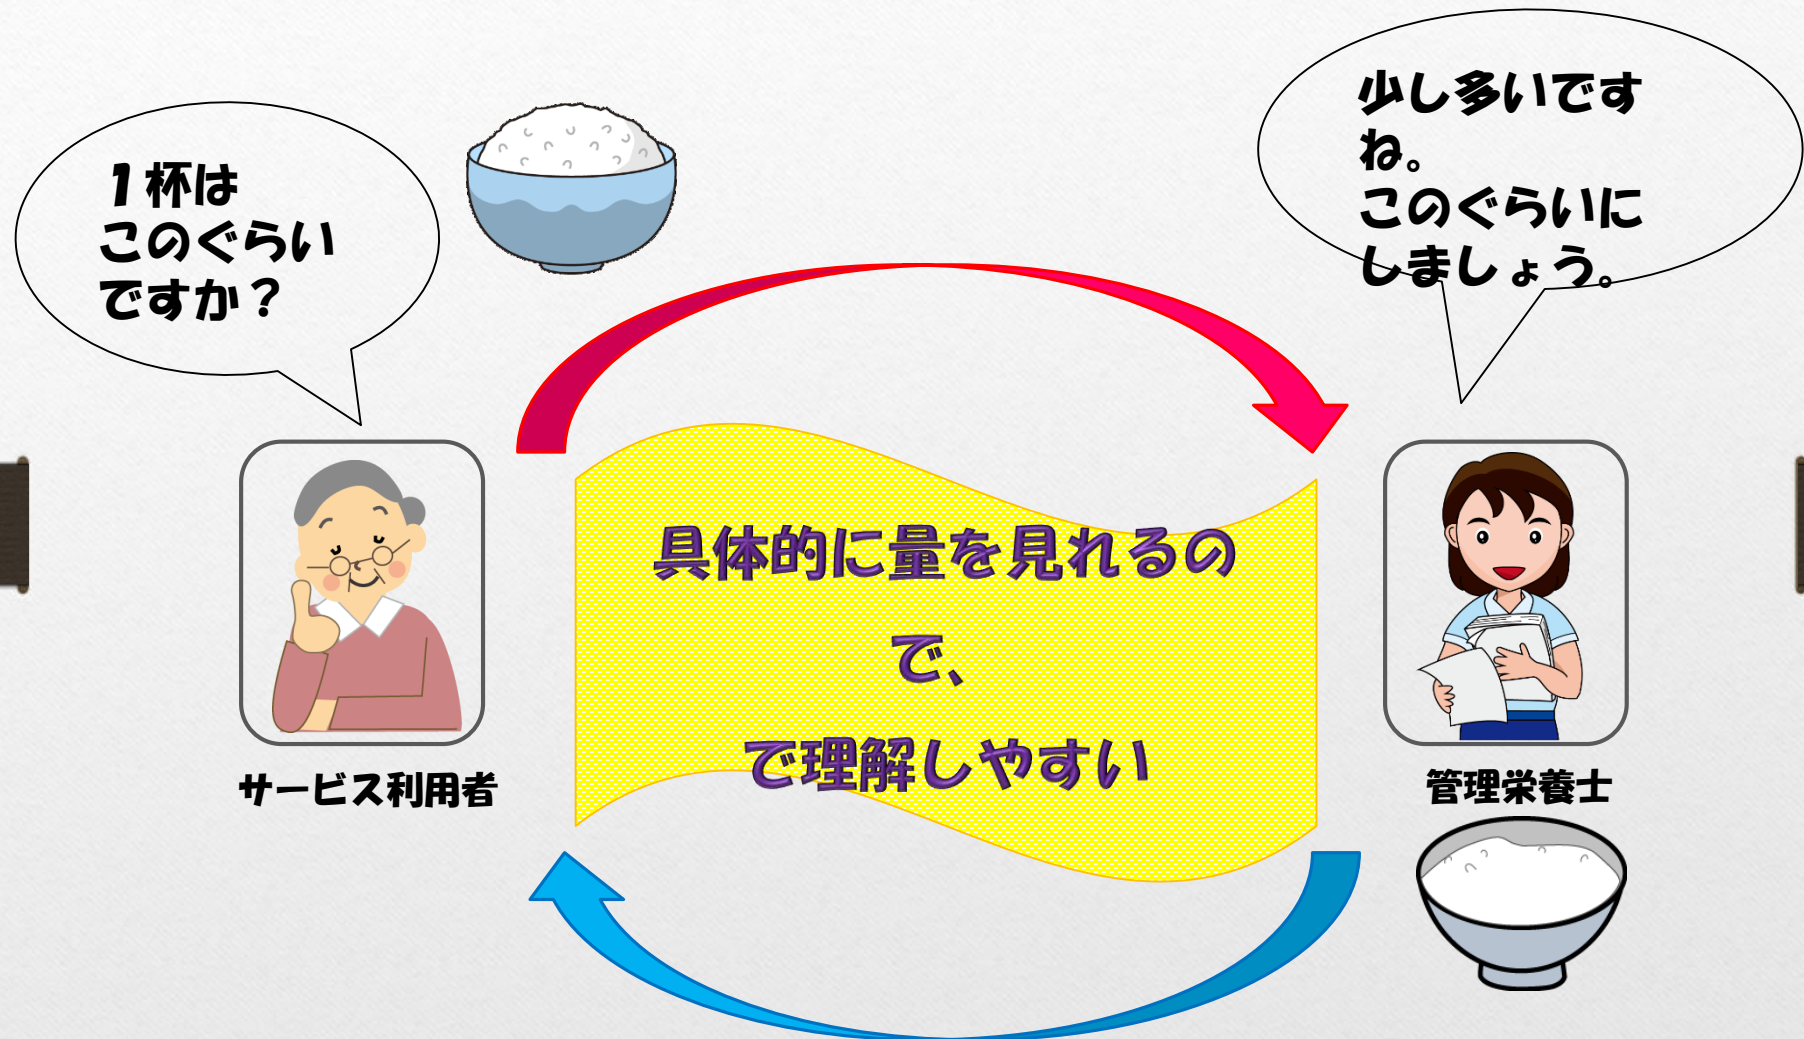 １杯は
このぐらい
ですか？
少し多いです
ね。
このぐらいに
しましょう。
具体的に量を見れるの
で、
で理解しやすい
サービス利用者
管理栄養士